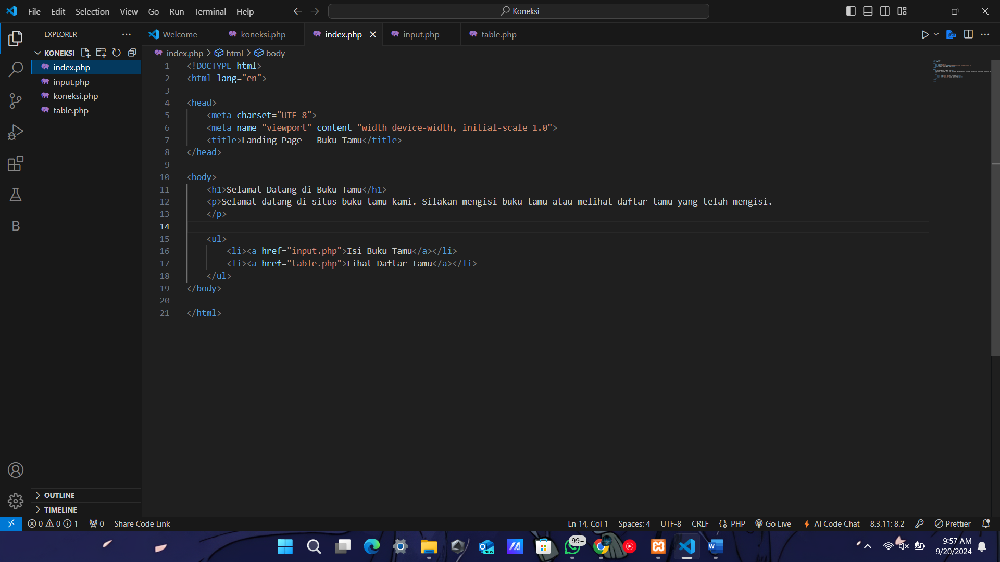 File Edit Selection View Go Run Terminal Help
Koneksi
EXPLORER
KONEKSI
index.php
input.php
koneksi.php
table.php
OUTLINE
TIMELINE
Welcome koneksi.php index.php input.php table.php
index.php > html > body
1 <!DOCTYPE html>
2 <html lang="en">
3
4 <head>
5 <meta charset="UTF-8">
6 <meta name="viewport" content="width=device-width, initial-scale=1.0">
7 <title>Landing Page - Buku Tamu</title>
8 </head>
9
10 <body>
11 <h1>Selamat Datang di Buku Tamu</h1>
12 <p>Selamat datang di situs buku tamu kami. Silakan mengisi buku tamu atau melihat daftar tamu yang telah mengisi.
13 </p>
14
15 <ul>
16 <li><a href="input.php">Isi Buku Tamu</a></li>
17 <li><a href="table.php">Lihat Daftar Tamu</a></li>
18 </ul>
19 </body>
20
21 </html>
0 0 1 0 Share Code Link Ln 14, Col 1 Spaces: 4 UTF-8 CRLF PHP Go Live AI Code Chat 8.3.11: 8.2 Prettier
NEW
99+
9:57 AM
9/20/2024